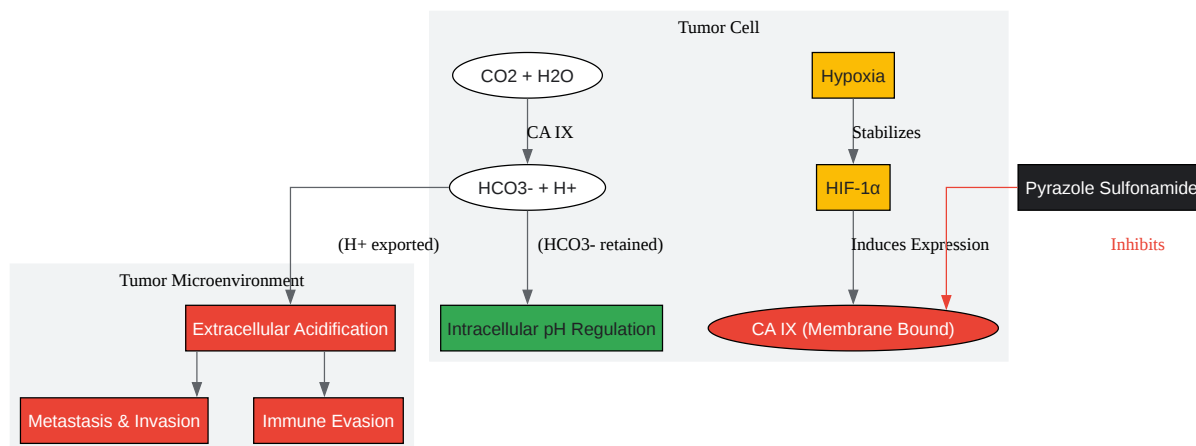 Tumor Cell
CO2 + H2O
Hypoxia
CA IX
Stabilizes
HCO3- + H+
HIF-1α
Pyrazole Sulfonamide
(H+ exported)
(HCO3- retained)
Induces Expression
Inhibits
Tumor Microenvironment
Extracellular Acidification
Intracellular pH Regulation
CA IX (Membrane Bound)
Metastasis & Invasion
Immune Evasion